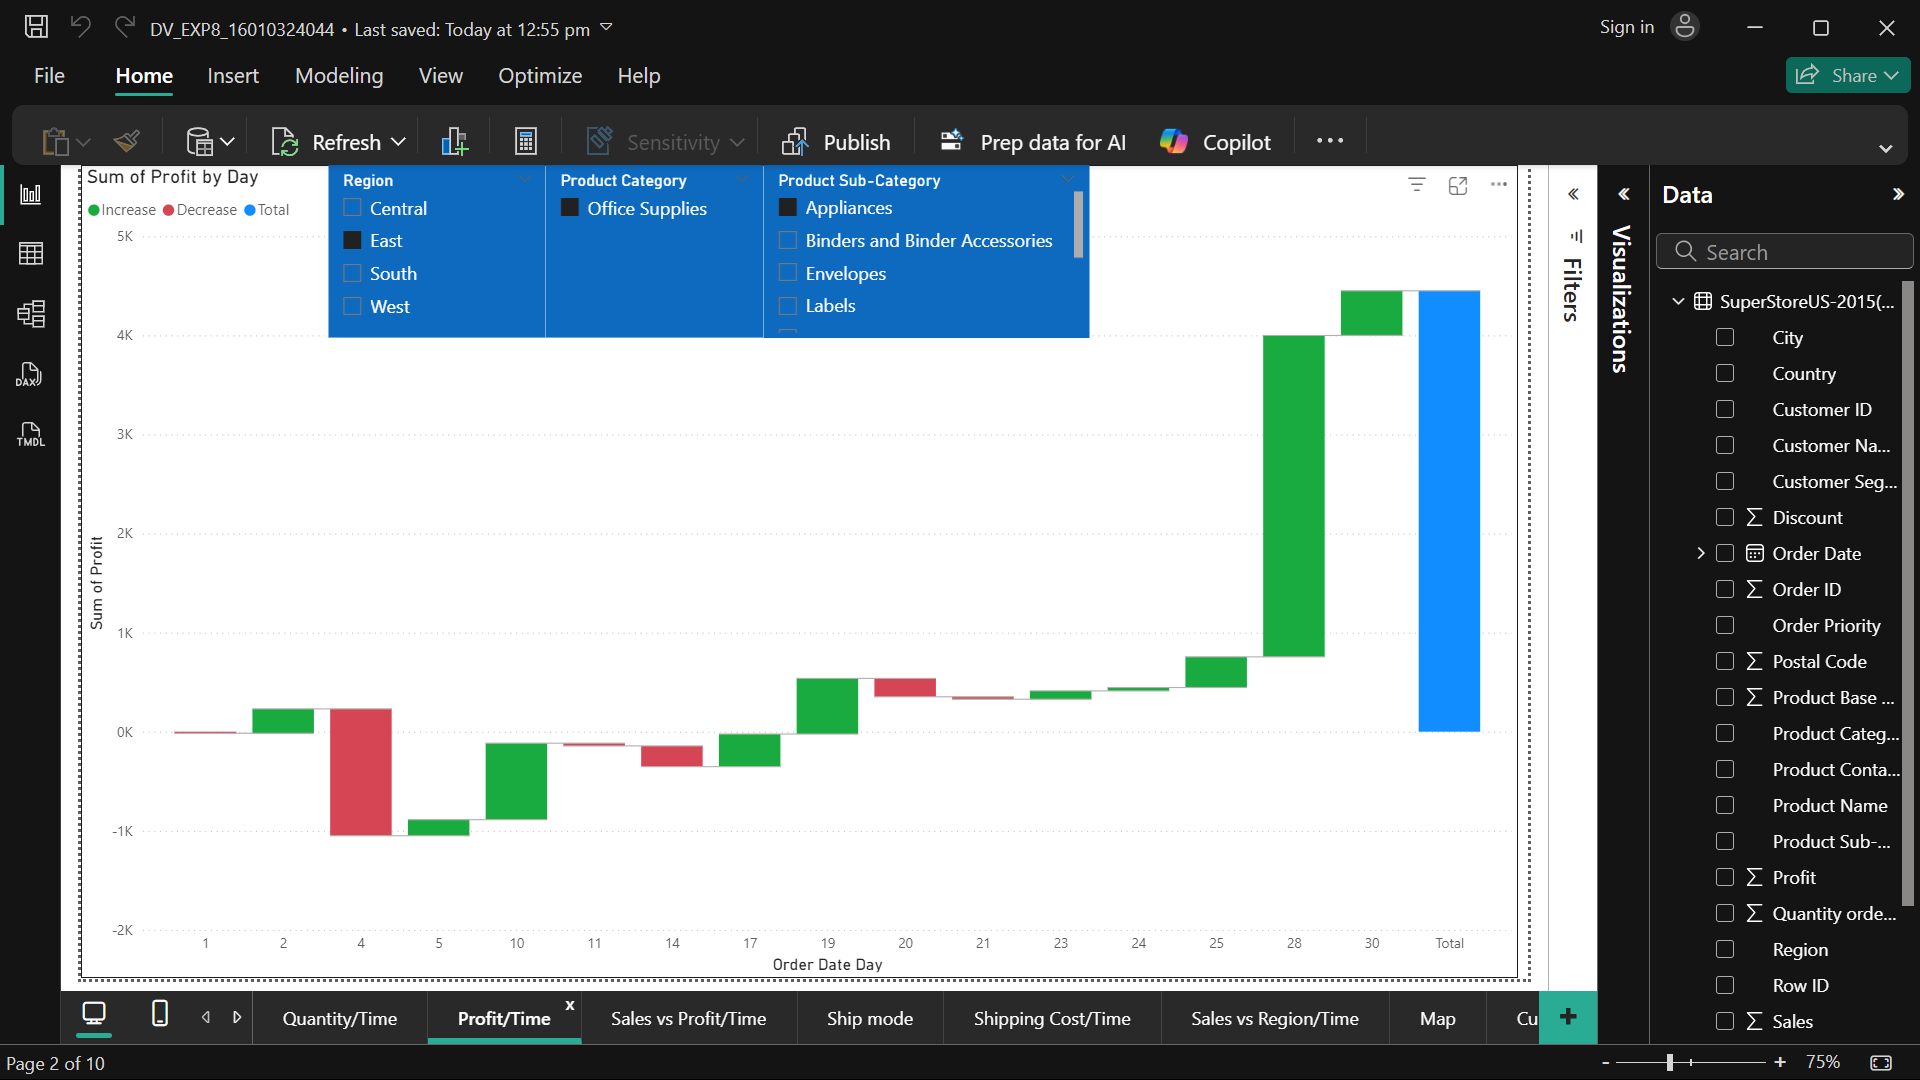 DV_EXP8_16010324044 • Last saved: Today at 12:55 pm
Sign in
File Home Insert Modeling View Optimize Help
Share
Refresh Sensitivity Publish Prep data for AI Copilot
Sum of Profit by Day
Increase Decrease Total
Region
Central
East
South
West
Product Category
Office Supplies
Product Sub-Category
Appliances
Binders and Binder Accessories
Envelopes
Labels
5K
4K
3K
2K
1K
0K
-1K
-2K
Sum of Profit
1 2 4 5 10 11 14 17 19 20 21 23 24 25 28 30 Total
Order Date Day
DAX
TMDL
Filters
Visualizations
Data
Search
SuperStoreUS-2015(...
City
Country
Customer ID
Customer Na...
Customer Seg...
Discount
Order Date
Order ID
Order Priority
Postal Code
Product Base ...
Product Categ...
Product Conta...
Product Name
Product Sub-...
Profit
Quantity orde...
Region
Row ID
Sales
Quantity/Time Profit/Time x Sales vs Profit/Time Ship mode Shipping Cost/Time Sales vs Region/Time Map Cu
Page 2 of 10
- + 75%